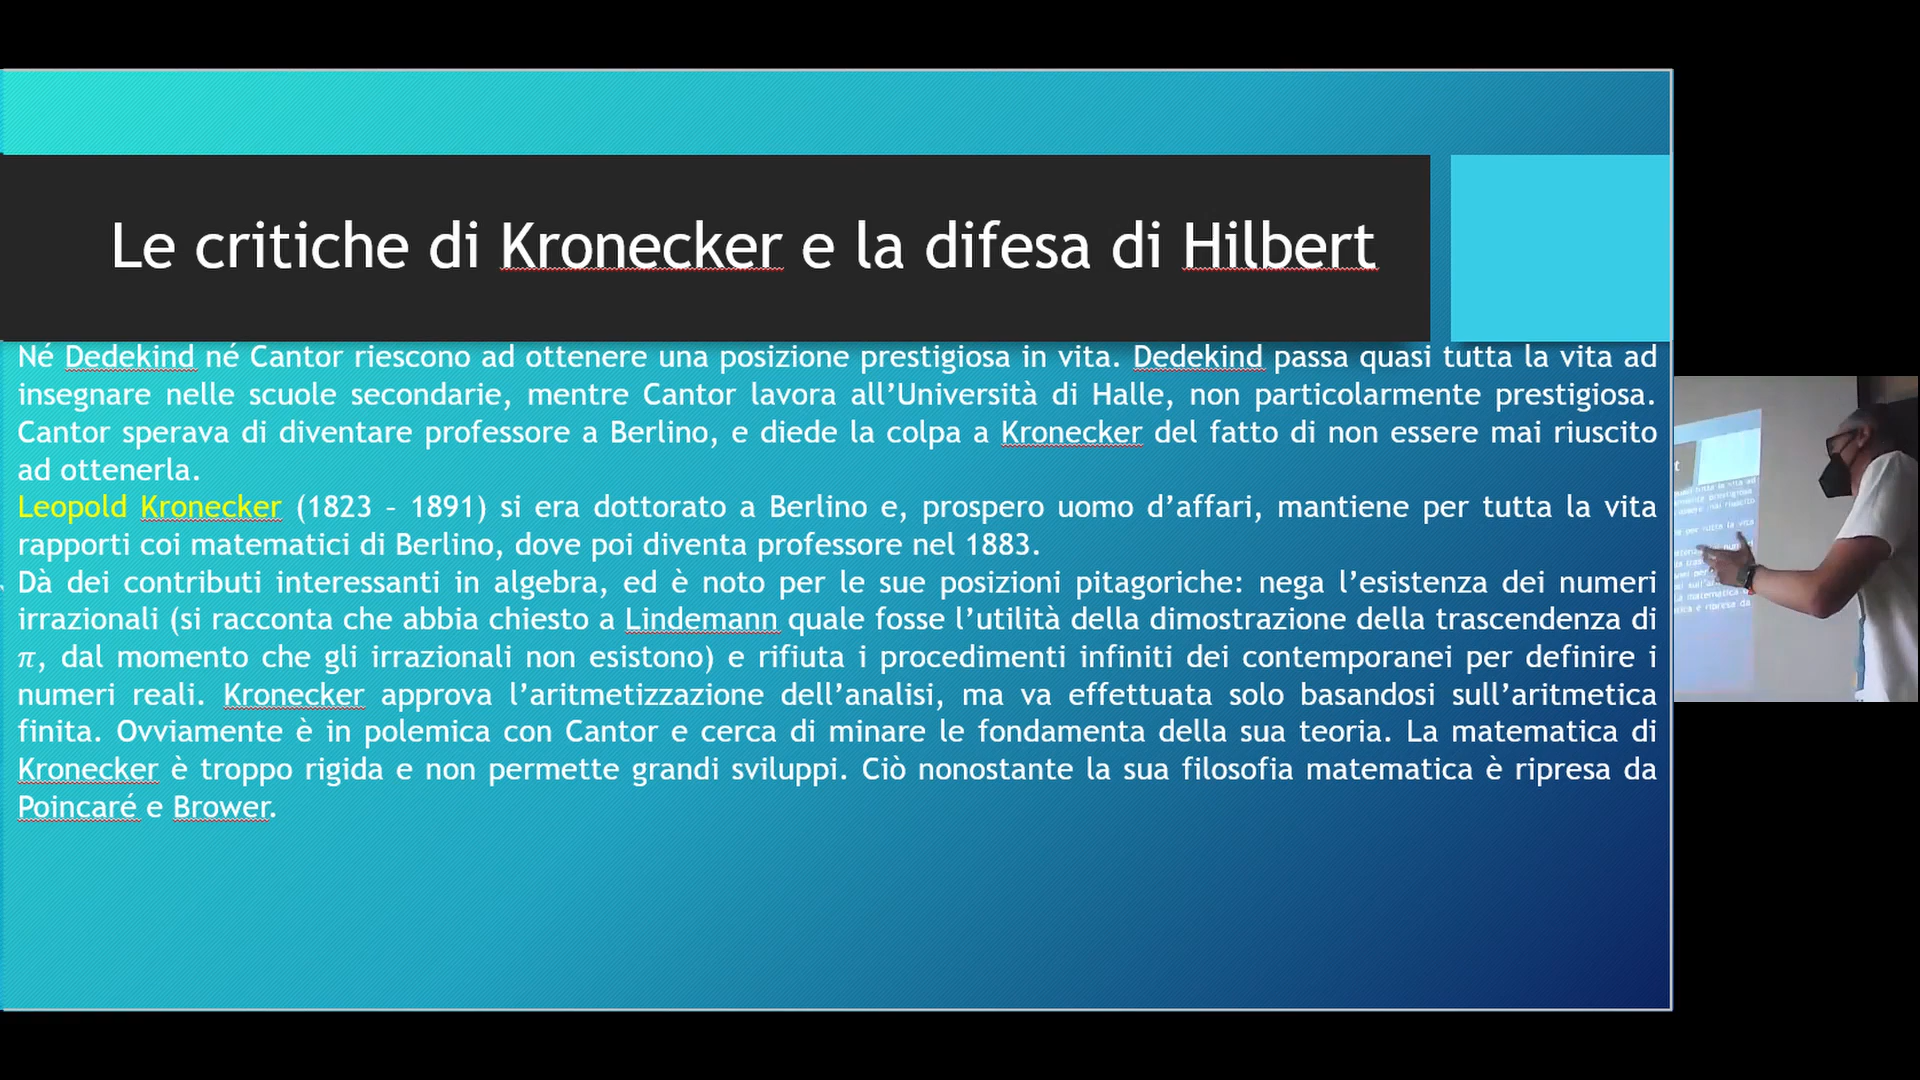 Le critiche di Kronecker e la difesa di Hilbert
Né Dedekind né Cantor riescono ad ottenere una posizione prestigiosa in vita. Dedekind passa quasi tutta la vita ad
insegnare nelle scuole secondarie, mentre Cantor lavora all’Università di Halle, non particolarmente prestigiosa.
Cantor sperava di diventare professore a Berlino, e diede la colpa a Kronecker del fatto di non essere mai riuscito
ad ottenerla.
Leopold Kronecker (1823 – 1891) si era dottorato a Berlino e, prospero uomo d’affari, mantiene per tutta la vita
rapporti coi matematici di Berlino, dove poi diventa professore nel 1883.
Dà dei contributi interessanti in algebra, ed è noto per le sue posizioni pitagoriche: nega l’esistenza dei numeri
irrazionali (si racconta che abbia chiesto a Lindemann quale fosse l’utilità della dimostrazione della trascendenza di
π, dal momento che gli irrazionali non esistono) e rifiuta i procedimenti infiniti dei contemporanei per definire i
numeri reali. Kronecker approva l’aritmetizzazione dell’analisi, ma va effettuata solo basandosi sull’aritmetica
finita. Ovviamente è in polemica con Cantor e cerca di minare le fondamenta della sua teoria. La matematica di
Kronecker è troppo rigida e non permette grandi sviluppi. Ciò nonostante la sua filosofia matematica è ripresa da
Poincaré e Brower.